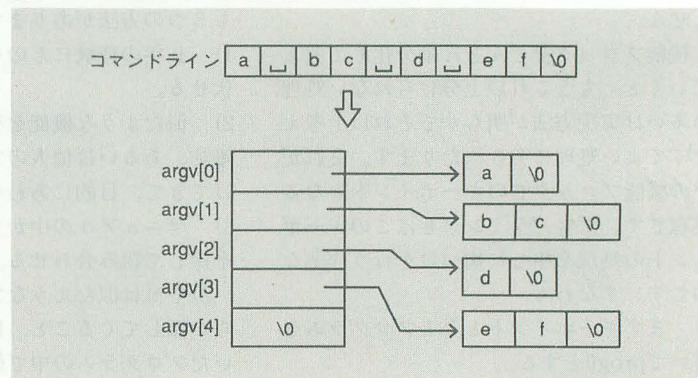 コマンドライン a ␣ b c ␣ d ␣ e f \0
argv[0] a \0
argv[1] b c \0
argv[2] d \0
argv[3]
argv[4] \0 e f \0